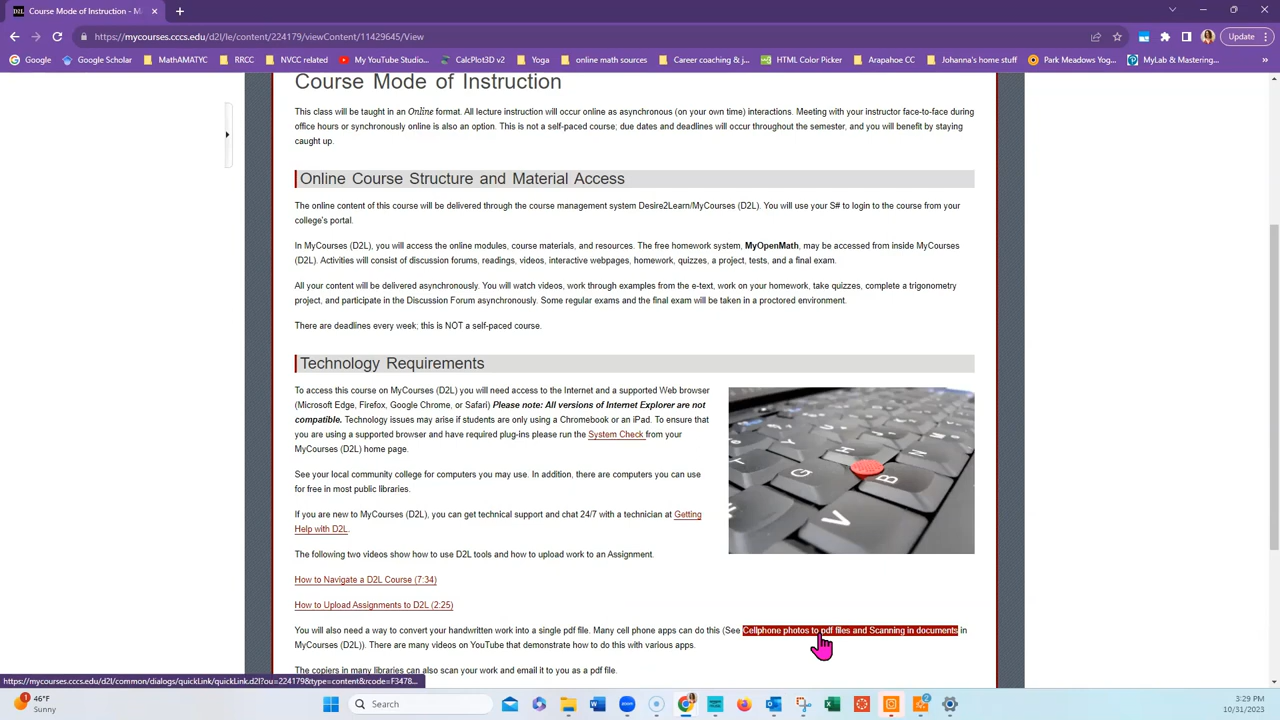 Course Mode of Instruction - M
https://mycourses.cccs.edu/d2l/le/content/224179/viewContent/11429645/View
Update
Google
Google Scholar
MathAMATYC
RRCC
NVCC related
My YouTube Studio...
CalcPlot3D v2
Yoga
online math sources
Career coaching & j...
HTML Color Picker
Arapahoe CC
Johanna's home stuff
Park Meadows Yog...
MyLab & Mastering...
Course Mode of Instruction
This class will be taught in an Online format. All lecture instruction will occur online as asynchronous (on your own time) interactions. Meeting with your instructor face-to-face during
office hours or synchronously online is also an option. This is not a self-paced course; due dates and deadlines will occur throughout the semester, and you will benefit by staying
caught up.
Online Course Structure and Material Access
The online content of this course will be delivered through the course management system Desire2Learn/MyCourses (D2L). You will use your S# to login to the course from your
college's portal.
In MyCourses (D2L), you will access the online modules, course materials, and resources. The free homework system, MyOpenMath, may be accessed from inside MyCourses
(D2L). Activities will consist of discussion forums, readings, videos, interactive webpages, homework, quizzes, a project, tests, and a final exam.
All your content will be delivered asynchronously. You will watch videos, work through examples from the e-text, work on your homework, take quizzes, complete a trigonometry
project, and participate in the Discussion Forum asynchronously. Some regular exams and the final exam will be taken in a proctored environment.
There are deadlines every week; this is NOT a self-paced course.
Technology Requirements
To access this course on MyCourses (D2L) you will need access to the Internet and a supported Web browser
(Microsoft Edge, Firefox, Google Chrome, or Safari) Please note: All versions of Internet Explorer are not
compatible. Technology issues may arise if students are only using a Chromebook or an iPad. To ensure that
you are using a supported browser and have required plug-ins please run the System Check from your
MyCourses (D2L) home page.
See your local community college for computers you may use. In addition, there are computers you can use
for free in most public libraries.
If you are new to MyCourses (D2L), you can get technical support and chat 24/7 with a technician at Getting
Help with D2L.
The following two videos show how to use D2L tools and how to upload work to an Assignment.
How to Navigate a D2L Course (7:34)
How to Upload Assignments to D2L (2:25)
You will also need a way to convert your handwritten work into a single pdf file. Many cell phone apps can do this (See Cellphone photos to pdf files and Scanning in documents in
MyCourses (D2L)). There are many videos on YouTube that demonstrate how to do this with various apps.
The copiers in many libraries can also scan your work and email it to you as a pdf file.
G
H
B
V
https://mycourses.cccs.edu/d2l/common/dialogs/quickLink/quickLink.d2l?ou=224179&type=content&rcode=F3478...
46°F
Sunny
Search
3:29 PM
10/31/2023